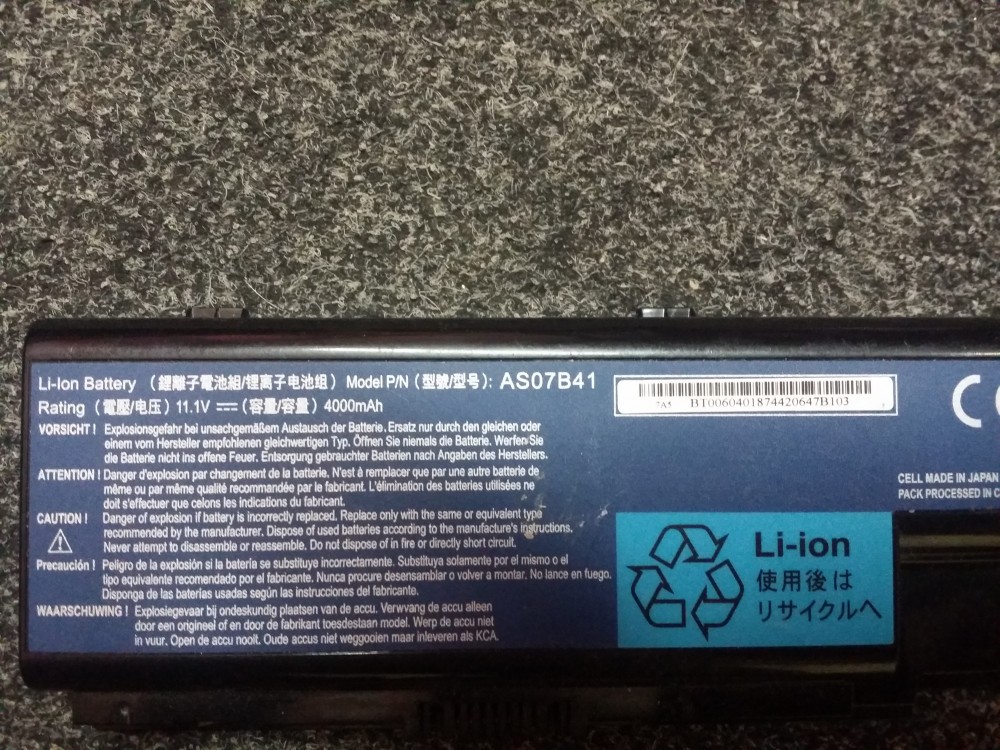 Li-Ion Battery （鋰離子電池組/锂离子电池组） Model P/N（型號/型号）: AS07B41
Rating（電壓/电压）11.1V ⎓（容量/容量）4000mAh
7A5 BT0060401874420647B103
VORSICHT ! Explosionsgefahr bei unsachgemäßem Austausch der Batterie. Ersatz nur durch den gleichen oder
einem vom Hersteller empfohlenen gleichwertigen Typ. Öffnen Sie niemals die Batterie. Werfen Sie
die Batterie nicht ins offene Feuer. Entsorgung gebrauchter Batterien nach Angaben des Herstellers.
ATTENTION ! Danger d'explosion par changement de la batterie. N'est à remplacer que par une autre batterie de
même ou par même qualité recommandée par le fabricant. L'élimination des batteries utilisées ne
doit s'effectuer que celons les indications du fabricant.
CAUTION ! Danger of explosion if battery is incorrectly replaced. Replace only with the same or equivalent type
recommended by the manufacturer. Dispose of used batteries according to the manufacture's instructions.
Never attempt to disassemble or reassemble. Do not dispose of in fire or directly short circuit.
Precaución ! Peligro de la explosión si la batería se substituye incorrectamente. Substituya solamente por el mismo o el
tipo equivalente recomendado por el fabricante. Nunca procure desensamblar o volver a montar. No lance en fuego.
Disponga de las baterías usadas según las instrucciones del fabricante.
WAARSCHUWING ! Explosiegevaar bij ondeskundig plaatsen van de accu. Verwvang de accu alleen
door een origineel of en door de fabrikant toesdestaan model. Werp de accu niet
in vuur. Open de accu nooit. Oude accus niet weggooien maar inleveren als KCA.
CE
CELL MADE IN JAPAN
PACK PROCESSED IN
Li-ion
使用後は
リサイクルへ